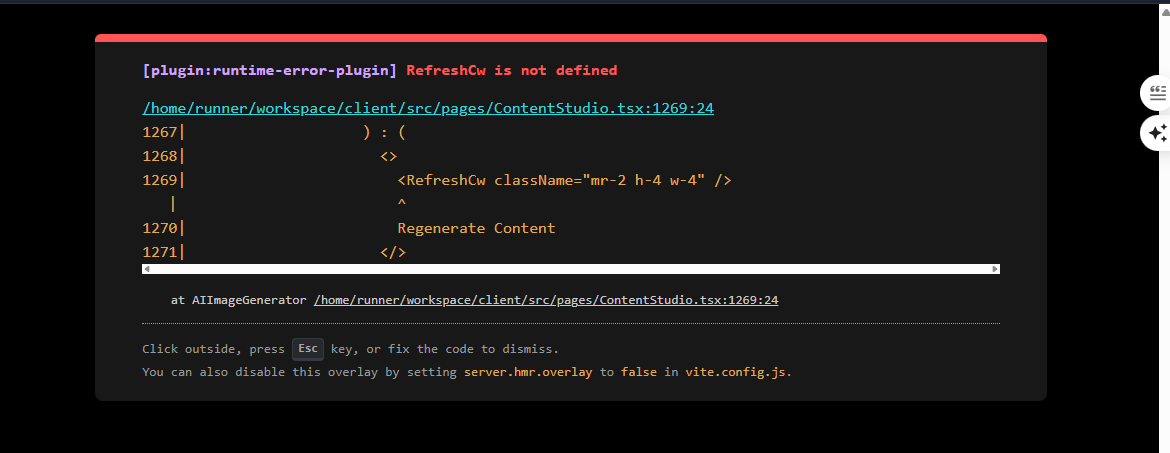 [plugin:runtime-error-plugin] RefreshCw is not defined
/home/runner/workspace/client/src/pages/ContentStudio.tsx:1269:24
1267|                    ) : (
1268|                      <>
1269|                        <RefreshCw className="mr-2 h-4 w-4" />
   |                        ^
1270|                        Regenerate Content
1271|                      </>
at AIImageGenerator /home/runner/workspace/client/src/pages/ContentStudio.tsx:1269:24
Click outside, press Esc key, or fix the code to dismiss.
You can also disable this overlay by setting server.hmr.overlay to false in vite.config.js.